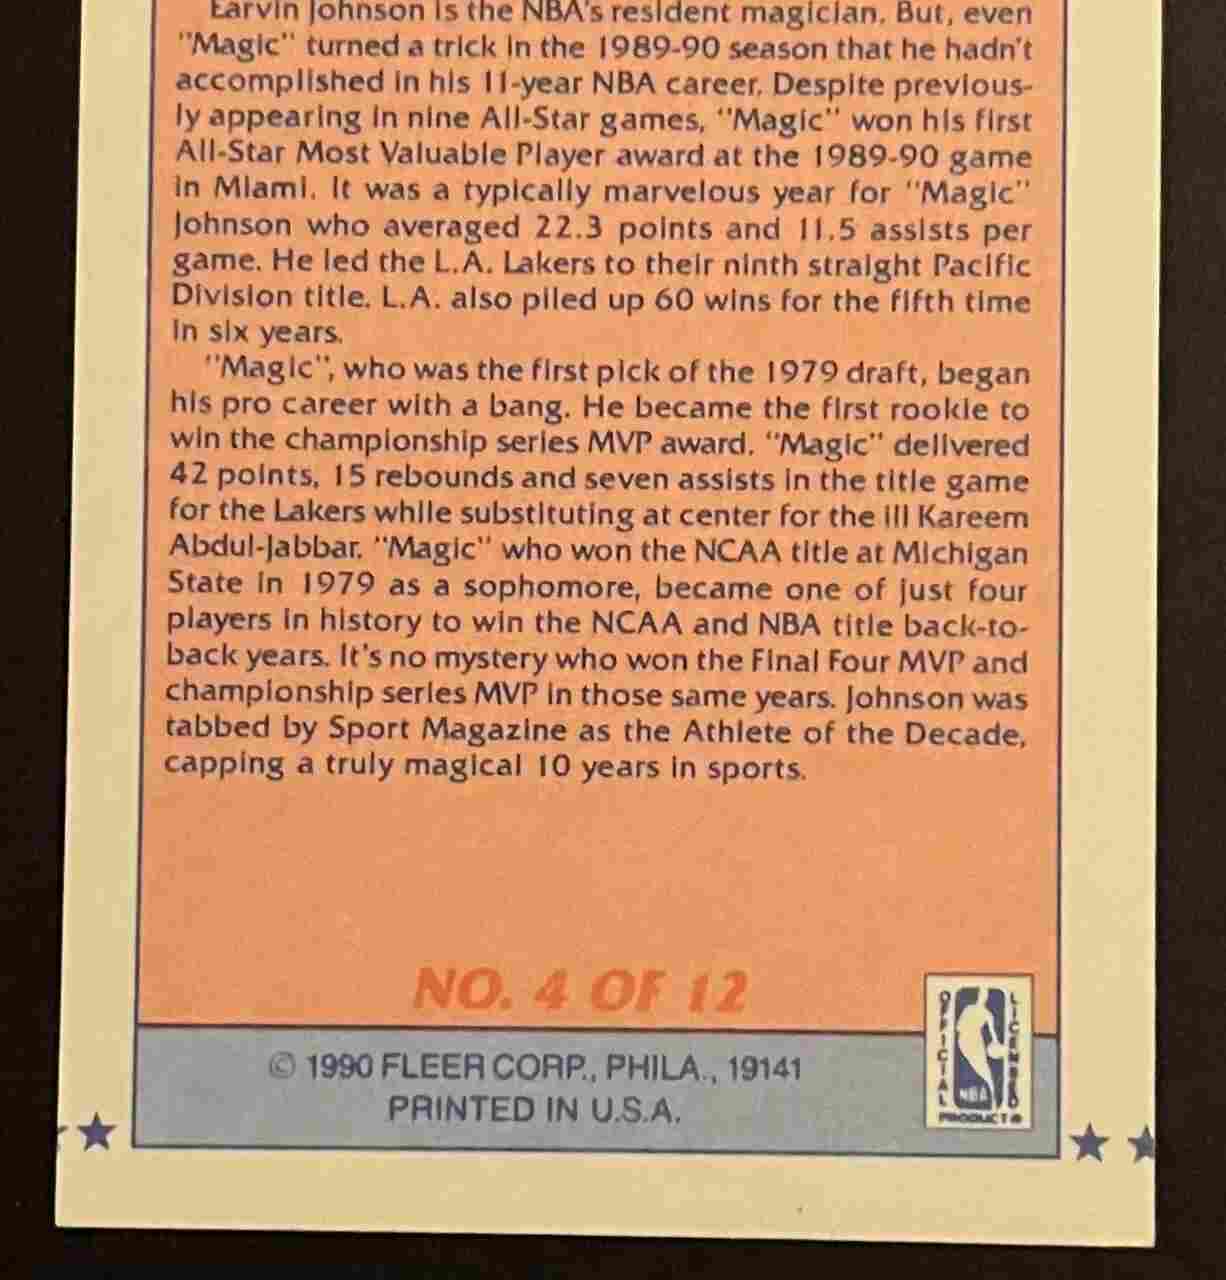 Earvin Johnson is the NBA's resident magician. But, even
"Magic" turned a trick in the 1989-90 season that he hadn't
accomplished in his 11-year NBA career. Despite previous-
ly appearing in nine All-Star games, "Magic" won his first
All-Star Most Valuable Player award at the 1989-90 game
in Miami. It was a typically marvelous year for "Magic"
Johnson who averaged 22.3 points and 11.5 assists per
game. He led the L.A. Lakers to their ninth straight Pacific
Division title. L.A. also piled up 60 wins for the fifth time
in six years.
"Magic", who was the first pick of the 1979 draft, began
his pro career with a bang. He became the first rookie to
win the championship series MVP award. "Magic" delivered
42 points, 15 rebounds and seven assists in the title game
for the Lakers while substituting at center for the ill Kareem
Abdul-Jabbar. "Magic" who won the NCAA title at Michigan
State in 1979 as a sophomore, became one of just four
players in history to win the NCAA and NBA title back-to-
back years. It's no mystery who won the Final Four MVP and
championship series MVP in those same years. Johnson was
tabbed by Sport Magazine as the Athlete of the Decade,
capping a truly magical 10 years in sports.
NO. 4 OF 12
© 1990 FLEER CORP., PHILA., 19141
PRINTED IN U.S.A.
OFFICIAL
NBA
LICENSED
PRODUCT ®